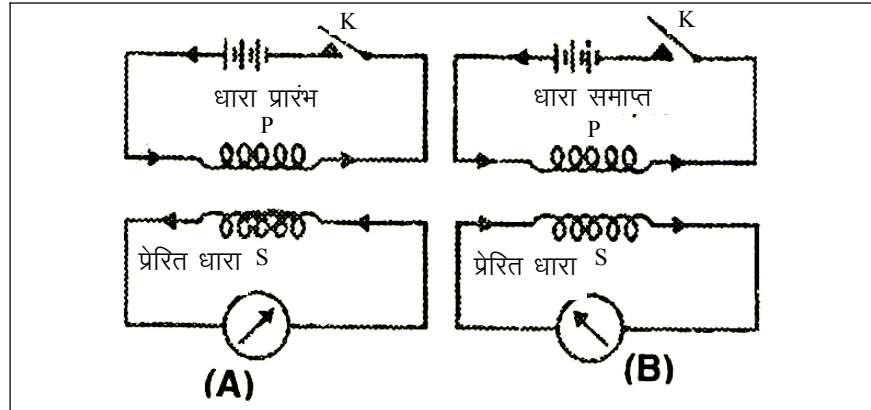 K
धारा प्रारंभ
P
प्रेरित धारा S
(A)
K
धारा समाप्त
P
प्रेरित धारा S
(B)